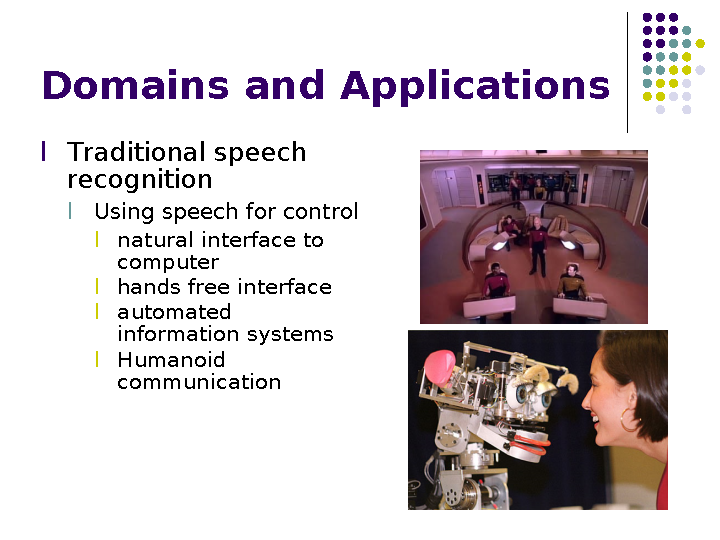 Domains and Applications
l Traditional speech
recognition
l Using speech for control
l natural interface to
computer
l hands free interface
l automated
information systems
l Humanoid
communication